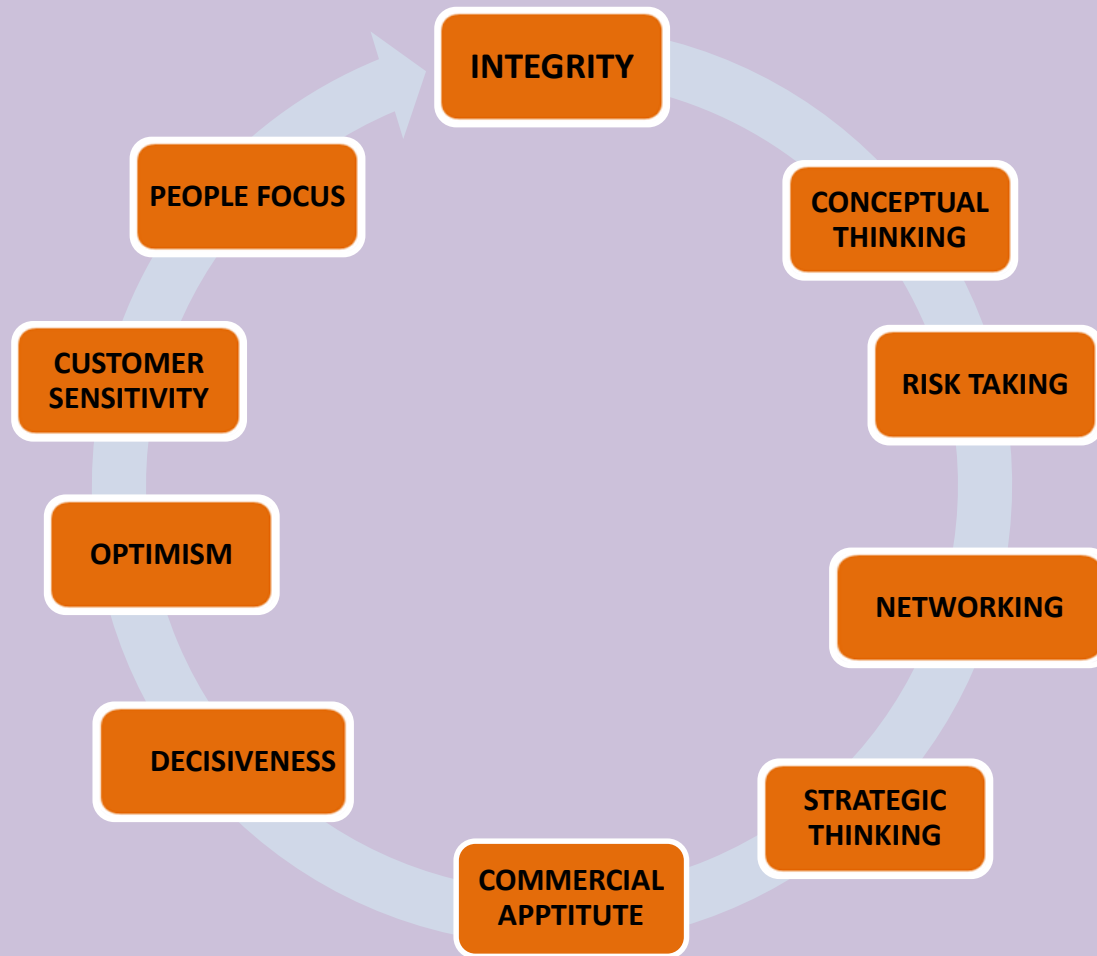 INTEGRITY
CONCEPTUAL
THINKING
RISK TAKING
NETWORKING
STRATEGIC
THINKING
COMMERCIAL
APPTITUTE
DECISIVENESS
OPTIMISM
CUSTOMER
SENSITIVITY
PEOPLE FOCUS